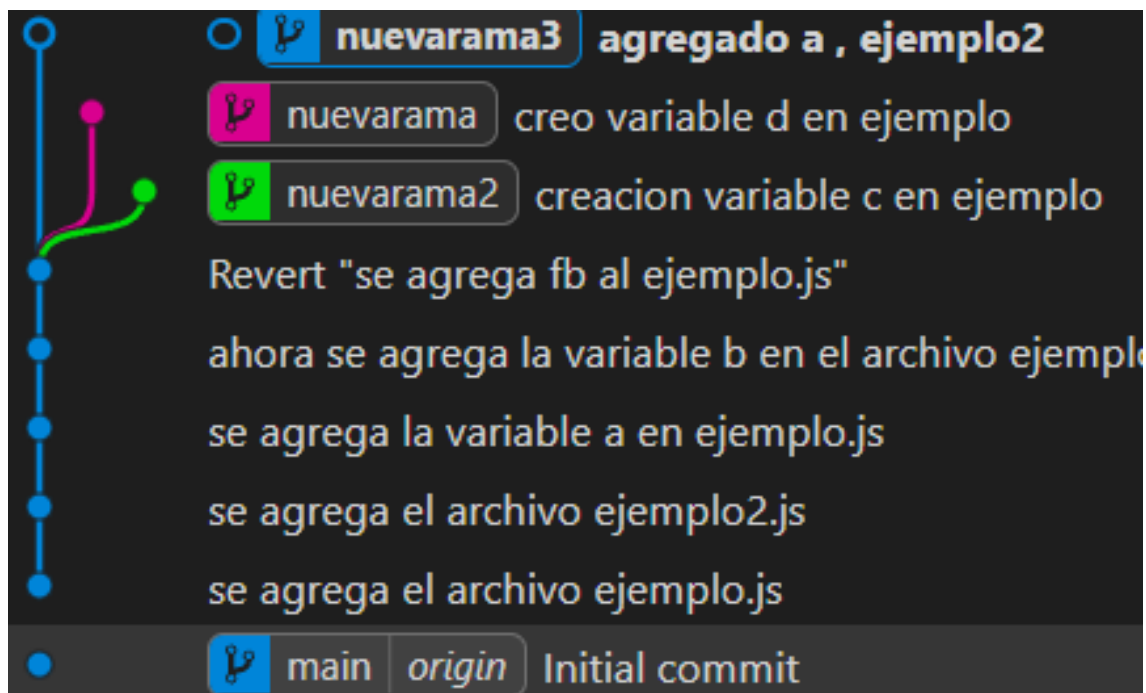 nuevarama3 agregado a , ejemplo2
nuevarama creo variable d en ejemplo
nuevarama2 creacion variable c en ejemplo
Revert "se agrega fb al ejemplo.js"
ahora se agrega la variable b en el archivo ejemplo
se agrega la variable a en ejemplo.js
se agrega el archivo ejemplo2.js
se agrega el archivo ejemplo.js
main origin Initial commit